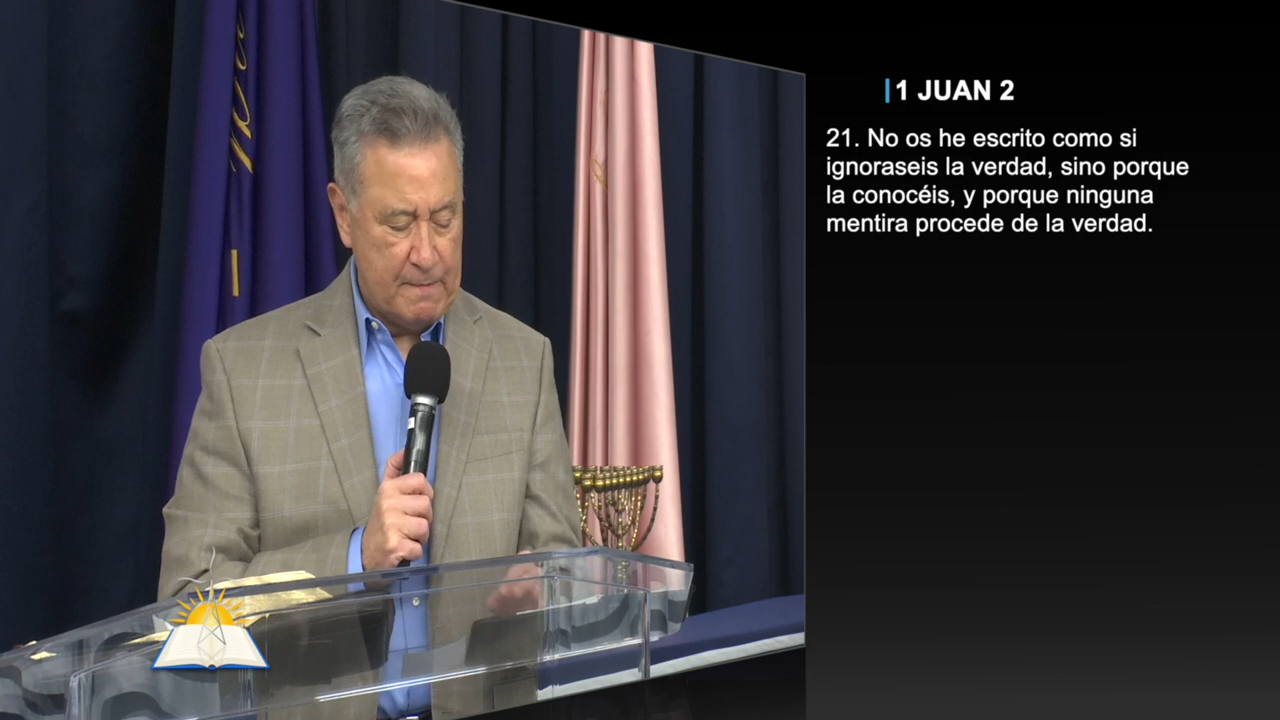 1 JUAN 2
21. No os he escrito como si
ignoraseis la verdad, sino porque
la conocéis, y porque ninguna
mentira procede de la verdad.